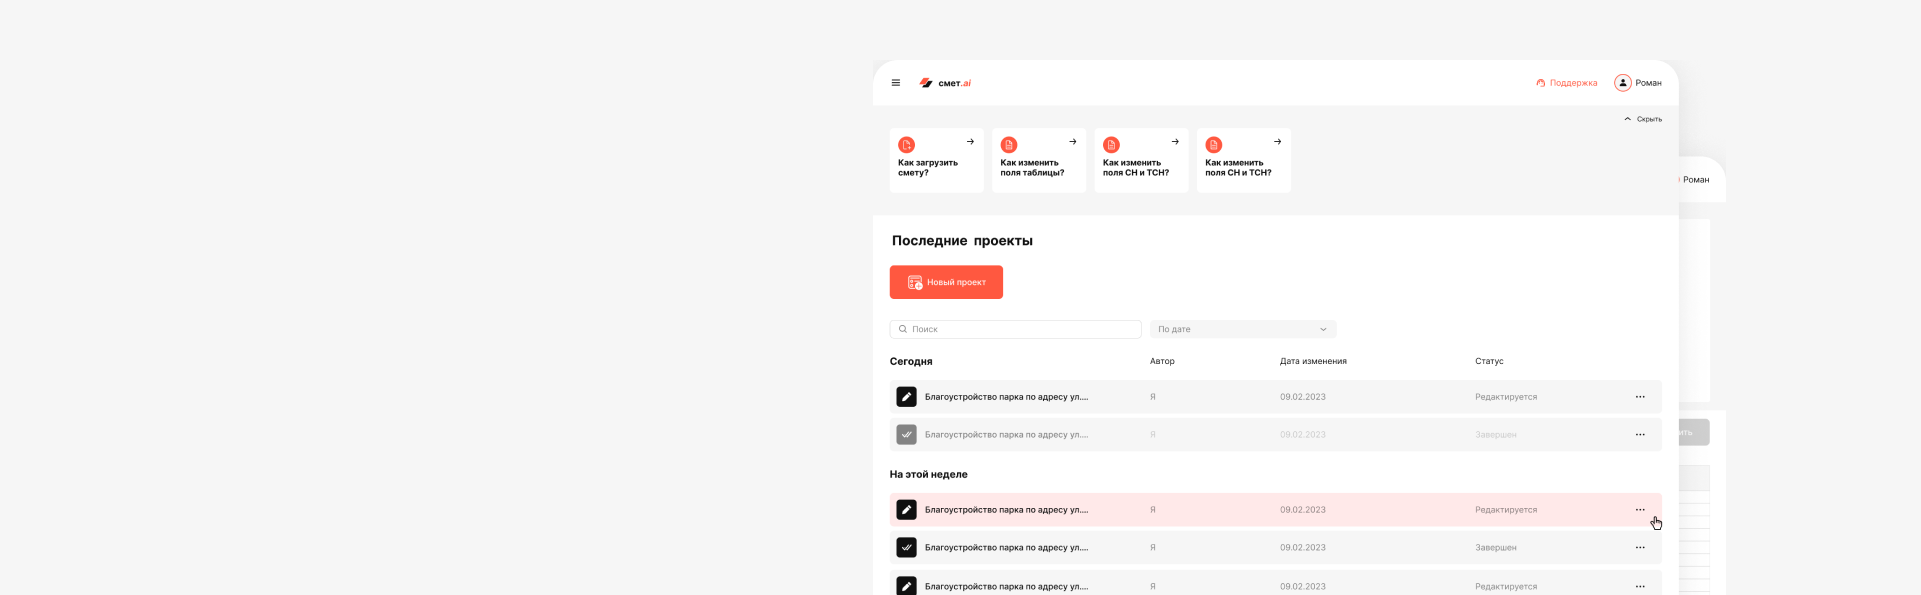 смет.ai
Поддержка
Роман
Скрыть
Как загрузить
смету?
Как изменить
поля таблицы?
Как изменить
поля СН и ТСН?
Как изменить
поля СН и ТСН?
Роман
Последние проекты
Новый проект
Поиск
По дате
Сегодня Автор Дата изменения Статус
Благоустройство парка по адресу ул.... Я 09.02.2023 Редактируется ...
Благоустройство парка по адресу ул.... Я 09.02.2023 Завершен ...
ить
На этой неделе
Благоустройство парка по адресу ул.... Я 09.02.2023 Редактируется ...
Благоустройство парка по адресу ул.... Я 09.02.2023 Завершен ...
Благоустройство парка по адресу ул.... Я 09.02.2023 Редактируется ...